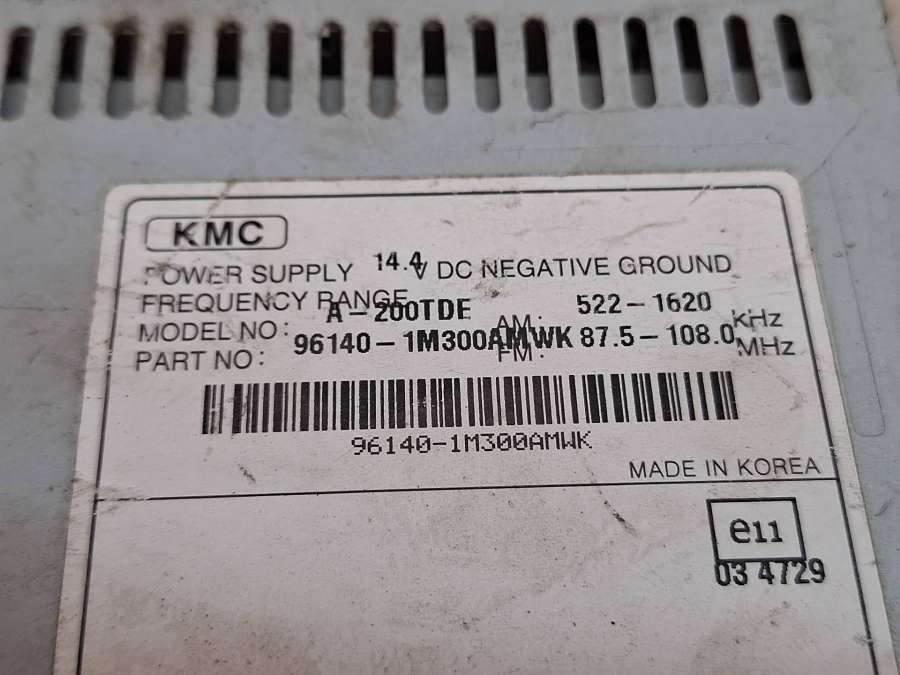 KMC
POWER SUPPLY 14.4V DC NEGATIVE GROUND
FREQUENCY RANGE AM: 522-1620 KHz
FM: 87.5-108.0 MHz
MODEL NO: A-200TDE
PART NO: 96140-1M300AMWK
96140-1M300AMWK
MADE IN KOREA
e11
03 4729